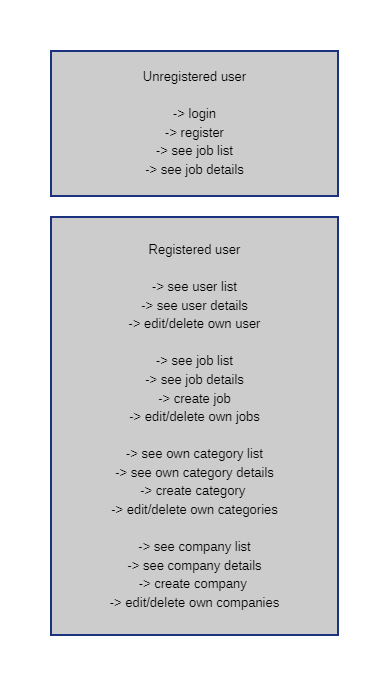 Unregistered user
-> login
-> register
-> see job list
-> see job details
Registered user
-> see user list
-> see user details
-> edit/delete own user
-> see job list
-> see job details
-> create job
-> edit/delete own jobs
-> see own category list
-> see own category details
-> create category
-> edit/delete own categories
-> see company list
-> see company details
-> create company
-> edit/delete own companies